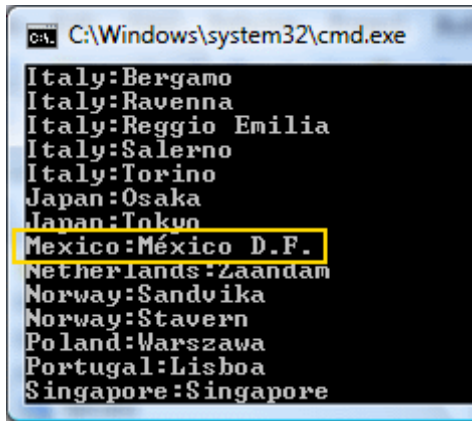 C:\Windows\system32\cmd.exe
Italy:Bergamo
Italy:Ravenna
Italy:Reggio Emilia
Italy:Salerno
Italy:Torino
Japan:Osaka
Japan:Tokyo
Mexico:México D.F.
Netherlands:Zaandam
Norway:Sandvika
Norway:Stavern
Poland:Warszawa
Portugal:Lisboa
Singapore:Singapore